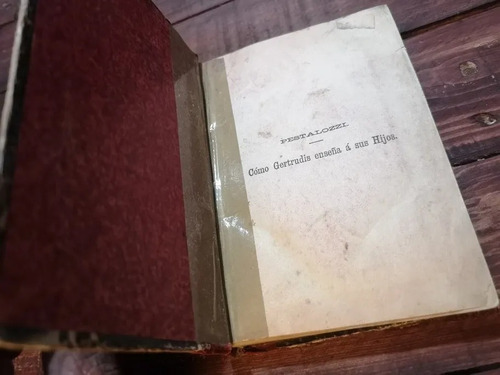 PESTALOZZI.
Cómo Gertrudis enseña á sus Hijos.